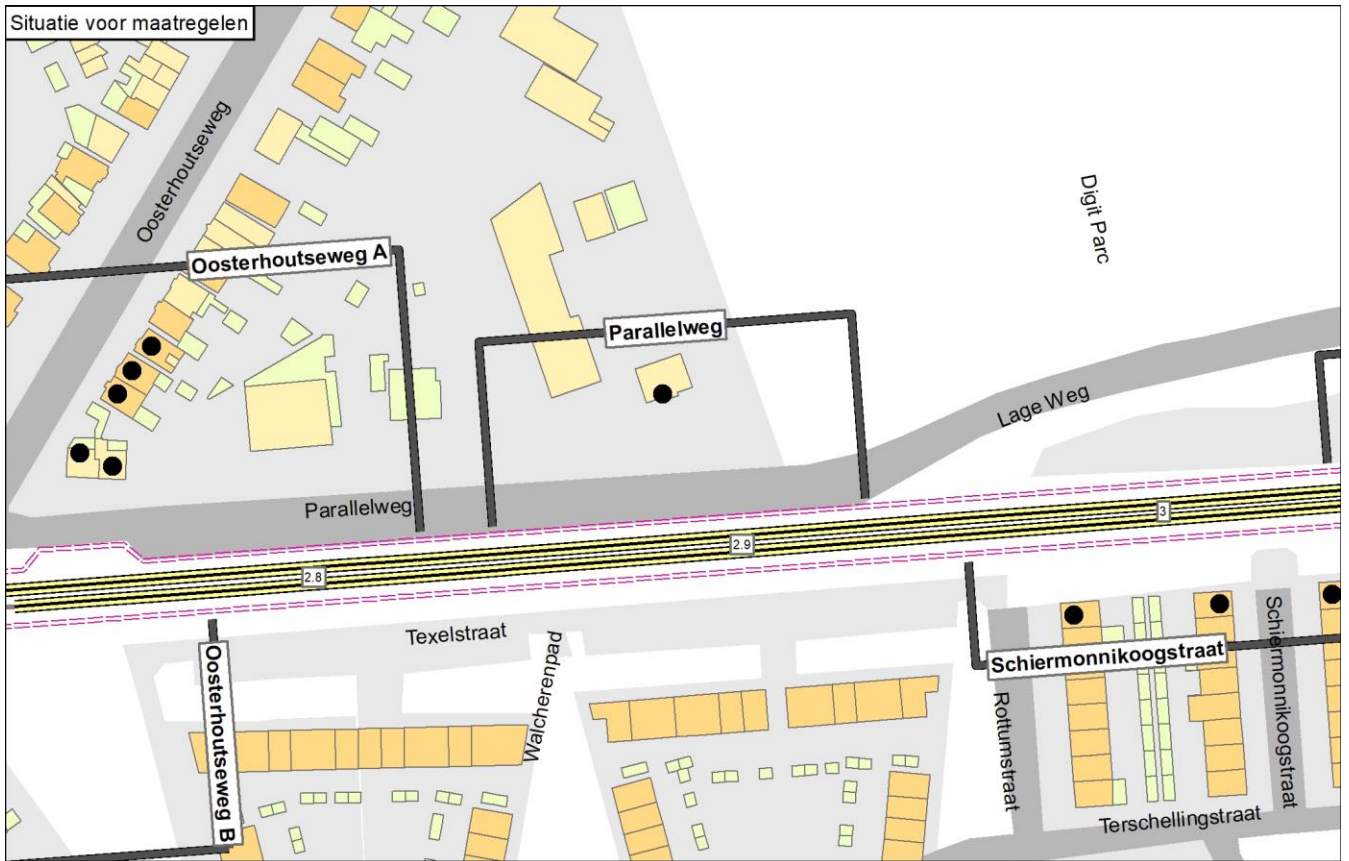 Situatie voor maatregelen
Oosterhoutseweg
Digit Parc
Oosterhoutseweg A
Parallelweg
Lage Weg
Parallelweg
3
2.9
2.8
Texelstraat
Walcherenpad
Oosterhoutseweg B
Schiermonnikoogstraat
Rottumstraat
Schiermonnikoogstraat
Terschellingstraat